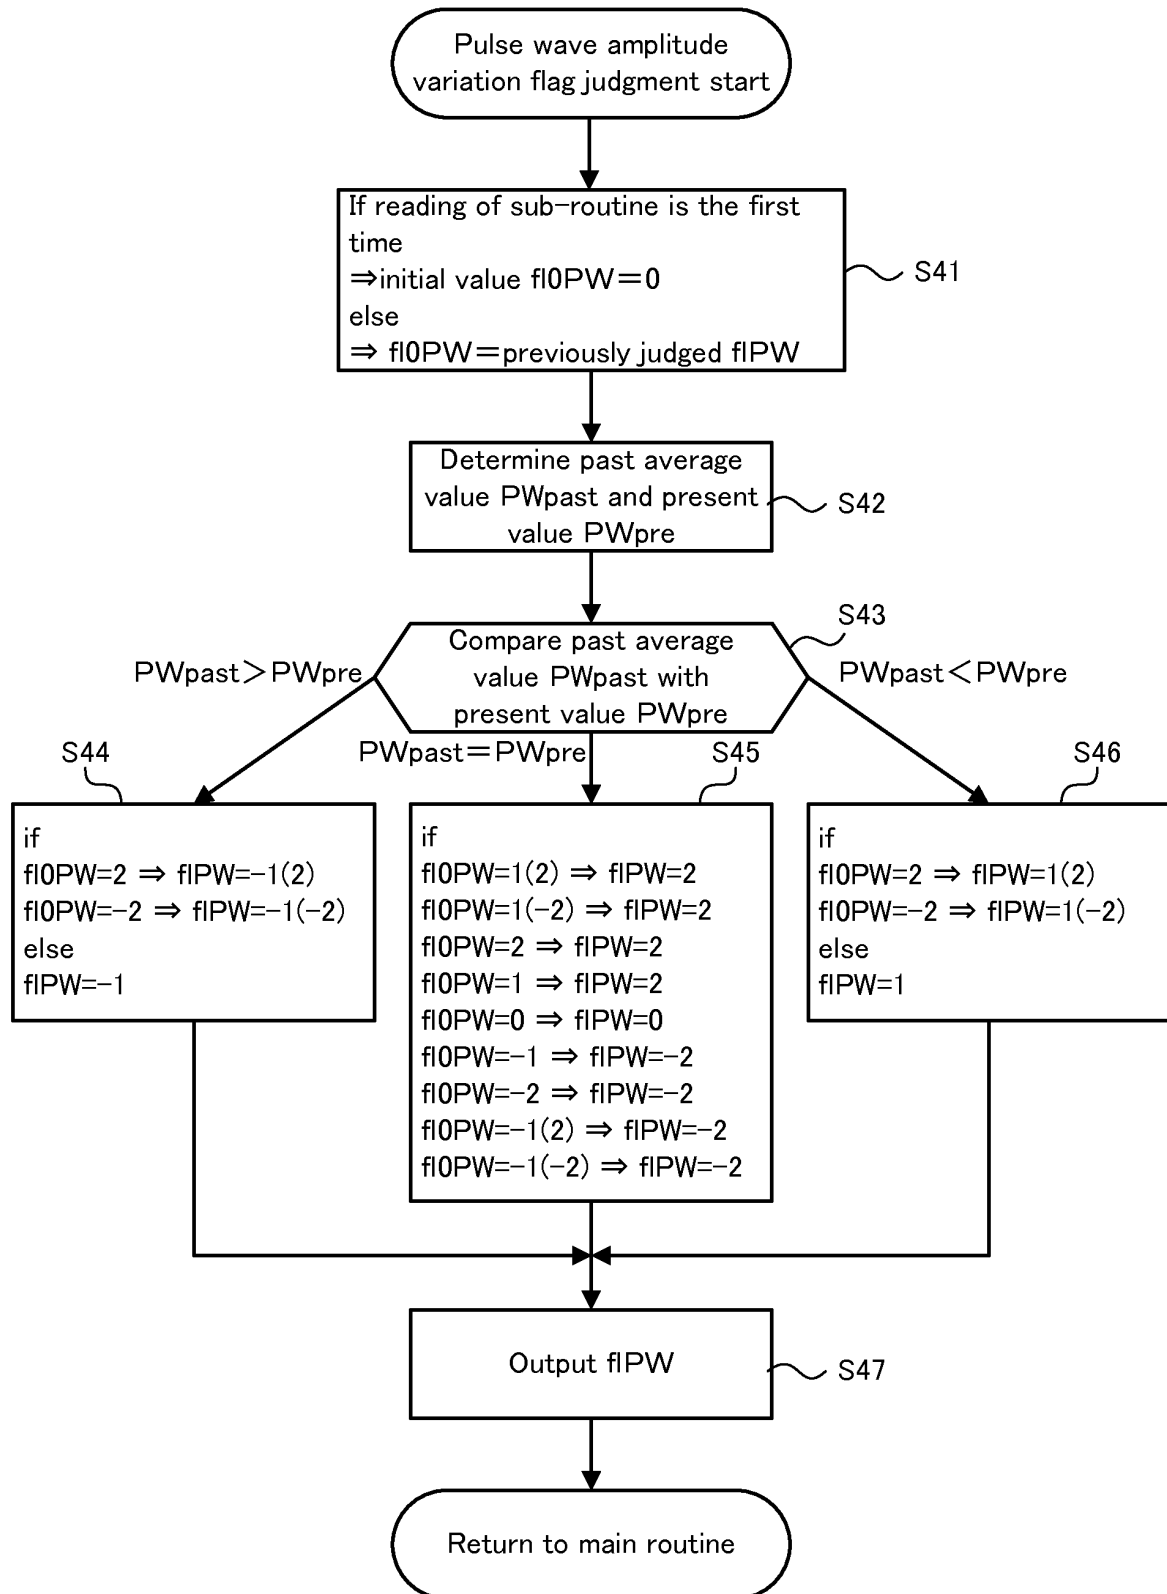 Pulse wave amplitude
variation flag judgment start
If reading of sub-routine is the first
time
⇒initial value fl0PW=0
else
⇒ fl0PW=previously judged flPW
S41
Determine past average
value PWpast and present
value PWpre
S42
Compare past average
value PWpast with
present value PWpre
S43
PWpast>PWpre
PWpast=PWpre
PWpast<PWpre
S44
if
fl0PW=2 ⇒ flPW=-1(2)
fl0PW=-2 ⇒ flPW=-1(-2)
else
flPW=-1
S45
if
fl0PW=1(2) ⇒ flPW=2
fl0PW=1(-2) ⇒ flPW=2
fl0PW=2 ⇒ flPW=2
fl0PW=1 ⇒ flPW=2
fl0PW=0 ⇒ flPW=0
fl0PW=-1 ⇒ flPW=-2
fl0PW=-2 ⇒ flPW=-2
fl0PW=-1(2) ⇒ flPW=-2
fl0PW=-1(-2) ⇒ flPW=-2
S46
if
fl0PW=2 ⇒ flPW=1(2)
fl0PW=-2 ⇒ flPW=1(-2)
else
flPW=1
Output flPW
S47
Return to main routine